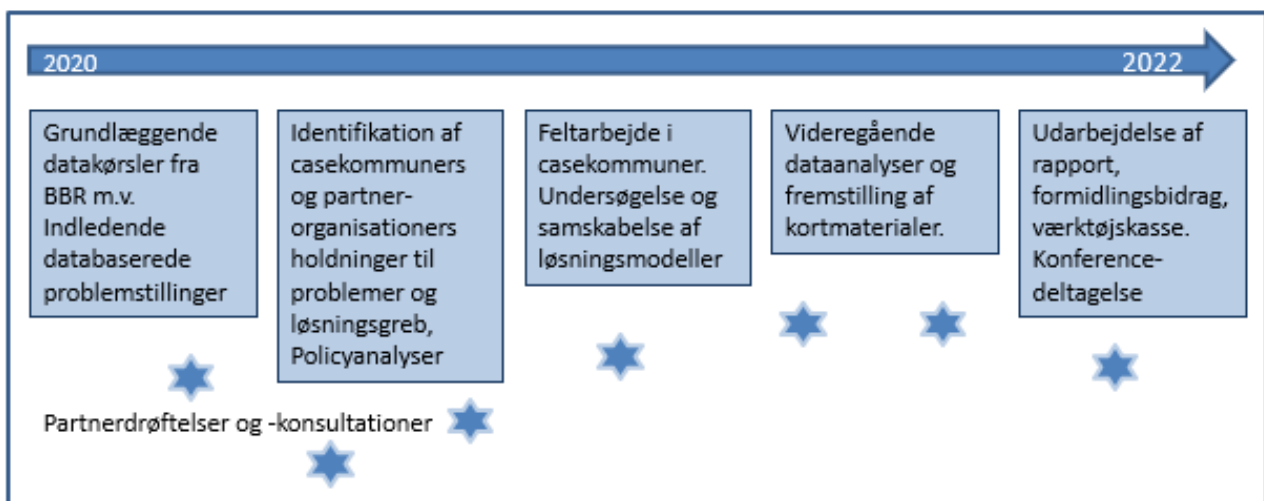 2020
2022
Grundlæggende
datakørsler fra
BBR m.v.
Indledende
databaserede
problemstillinger
Identifikation af
casekommuners
og partner-
organisationers
holdninger til
problemer og
løsningsgreb,
Policyanalyser
Feltarbejde i
casekommuner.
Undersøgelse og
samskabelse af
løsningsmodeller
Videregående
dataanalyser og
fremstilling af
kortmaterialer.
Udarbejdelse af
rapport,
formidlingsbidrag,
værktøjskasse.
Konference-
deltagelse
Partnerdrøftelser og -konsultationer